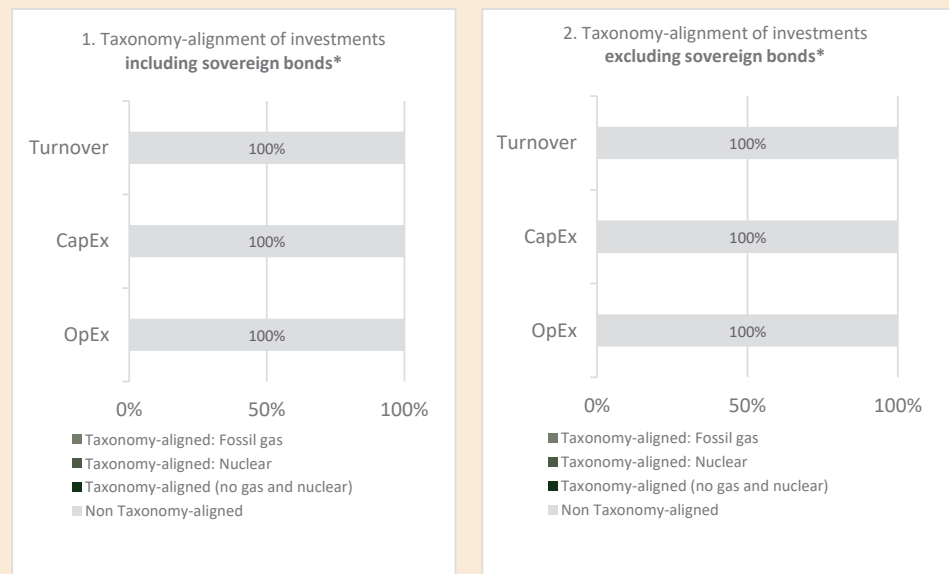 1. Taxonomy-alignment of investments
including sovereign bonds*
Turnover
100%
CapEx
100%
OpEx
100%
0% 50% 100%
Taxonomy-aligned: Fossil gas
Taxonomy-aligned: Nuclear
Taxonomy-aligned (no gas and nuclear)
Non Taxonomy-aligned
2. Taxonomy-alignment of investments
excluding sovereign bonds*
Turnover
100%
CapEx
100%
OpEx
100%
0% 50% 100%
Taxonomy-aligned: Fossil gas
Taxonomy-aligned: Nuclear
Taxonomy-aligned (no gas and nuclear)
Non Taxonomy-aligned